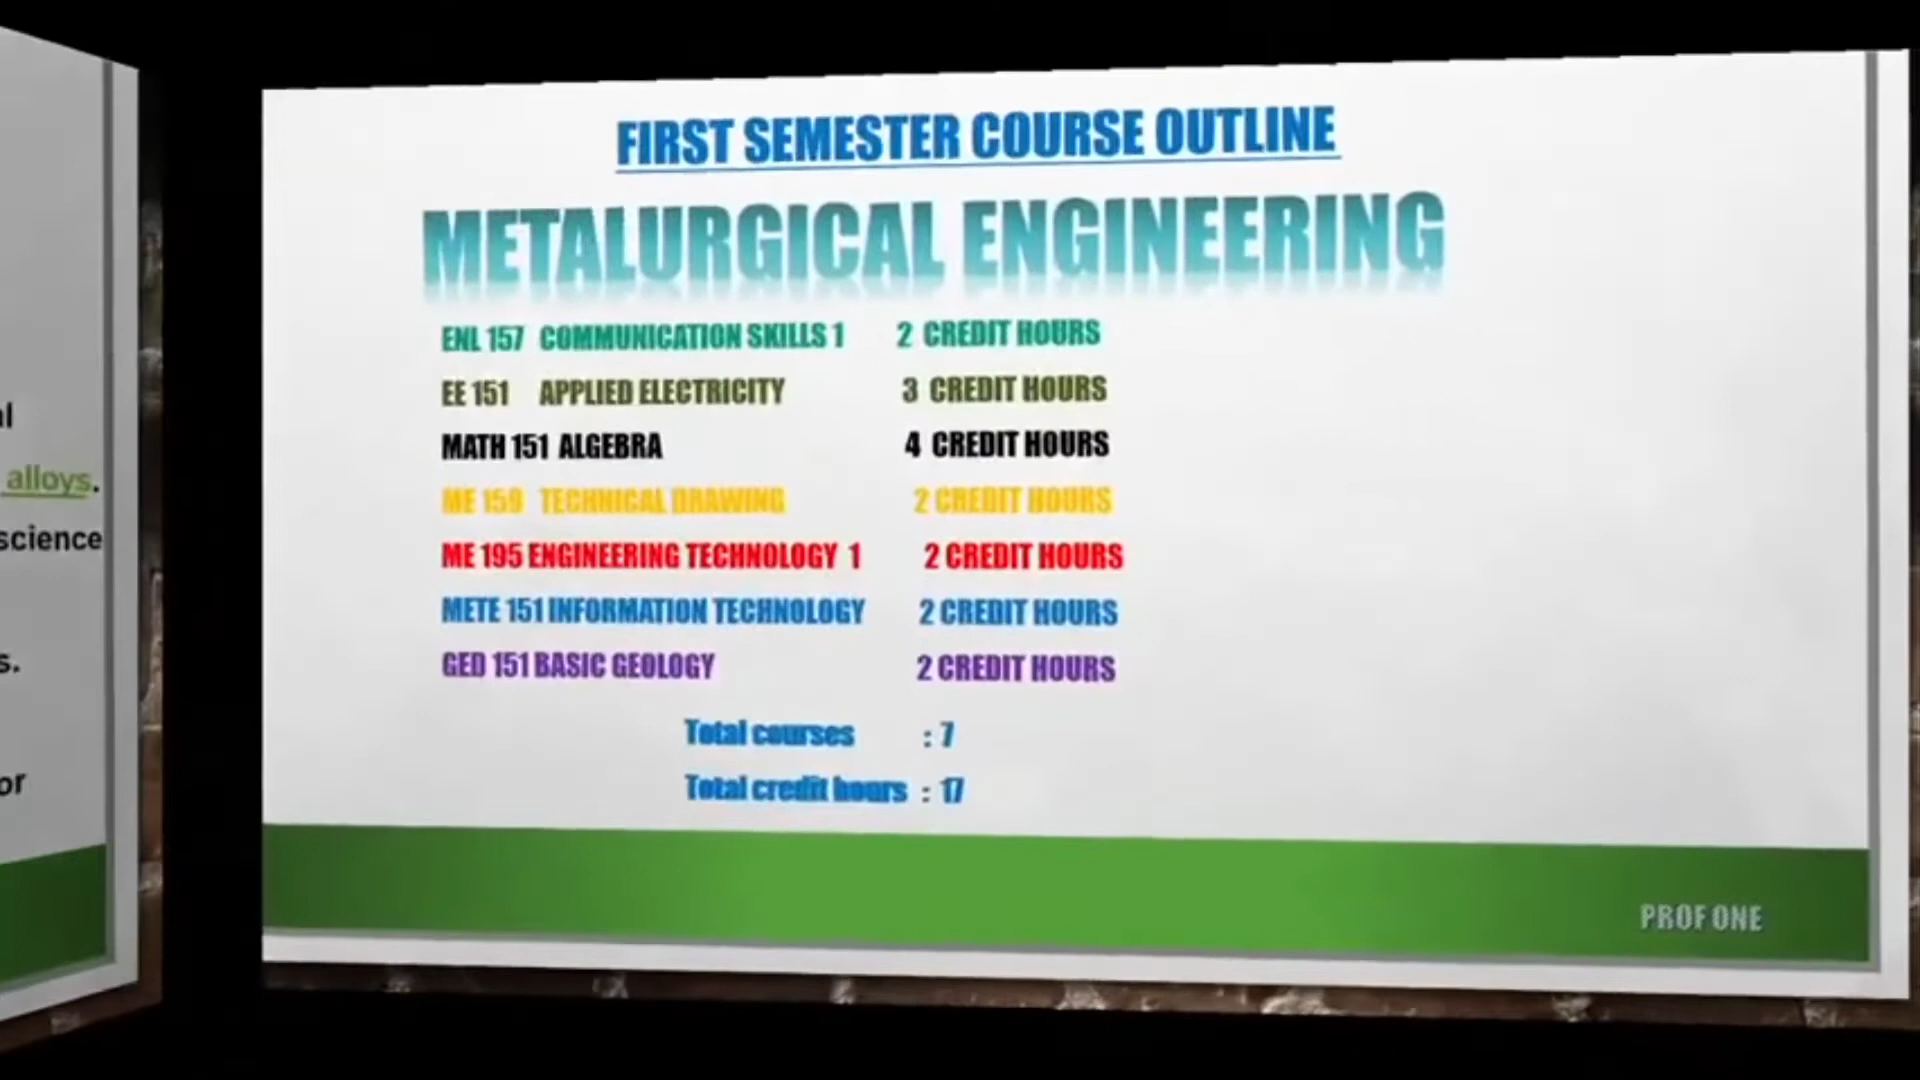 al
alloys.
science
s.
or
FIRST SEMESTER COURSE OUTLINE
METALURGICAL ENGINEERING
ENL 157 COMMUNICATION SKILLS 1 2 CREDIT HOURS
EE 151 APPLIED ELECTRICITY 3 CREDIT HOURS
MATH 151 ALGEBRA 4 CREDIT HOURS
ME 159 TECHNICAL DRAWING 2 CREDIT HOURS
ME 195 ENGINEERING TECHNOLOGY 1 2 CREDIT HOURS
METE 151 INFORMATION TECHNOLOGY 2 CREDIT HOURS
GED 151 BASIC GEOLOGY 2 CREDIT HOURS
Total courses : 7
Total credit hours : 17
PROF ONE